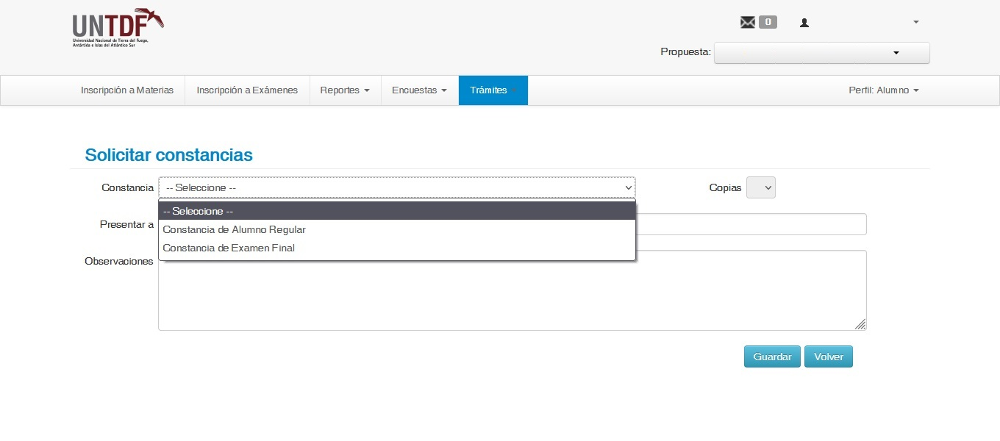 UNTDF
Universidad Nacional de Tierra del Fuego,
Antártida e Islas del Atlántico Sur
0
Propuesta:
Inscripción a Materias Inscripción a Exámenes Reportes Encuestas Trámites Perfil: Alumno
Solicitar constancias
Constancia -- Seleccione -- Copias
-- Seleccione --
Presentar a
Constancia de Alumno Regular
Constancia de Examen Final
Observaciones
Guardar Volver